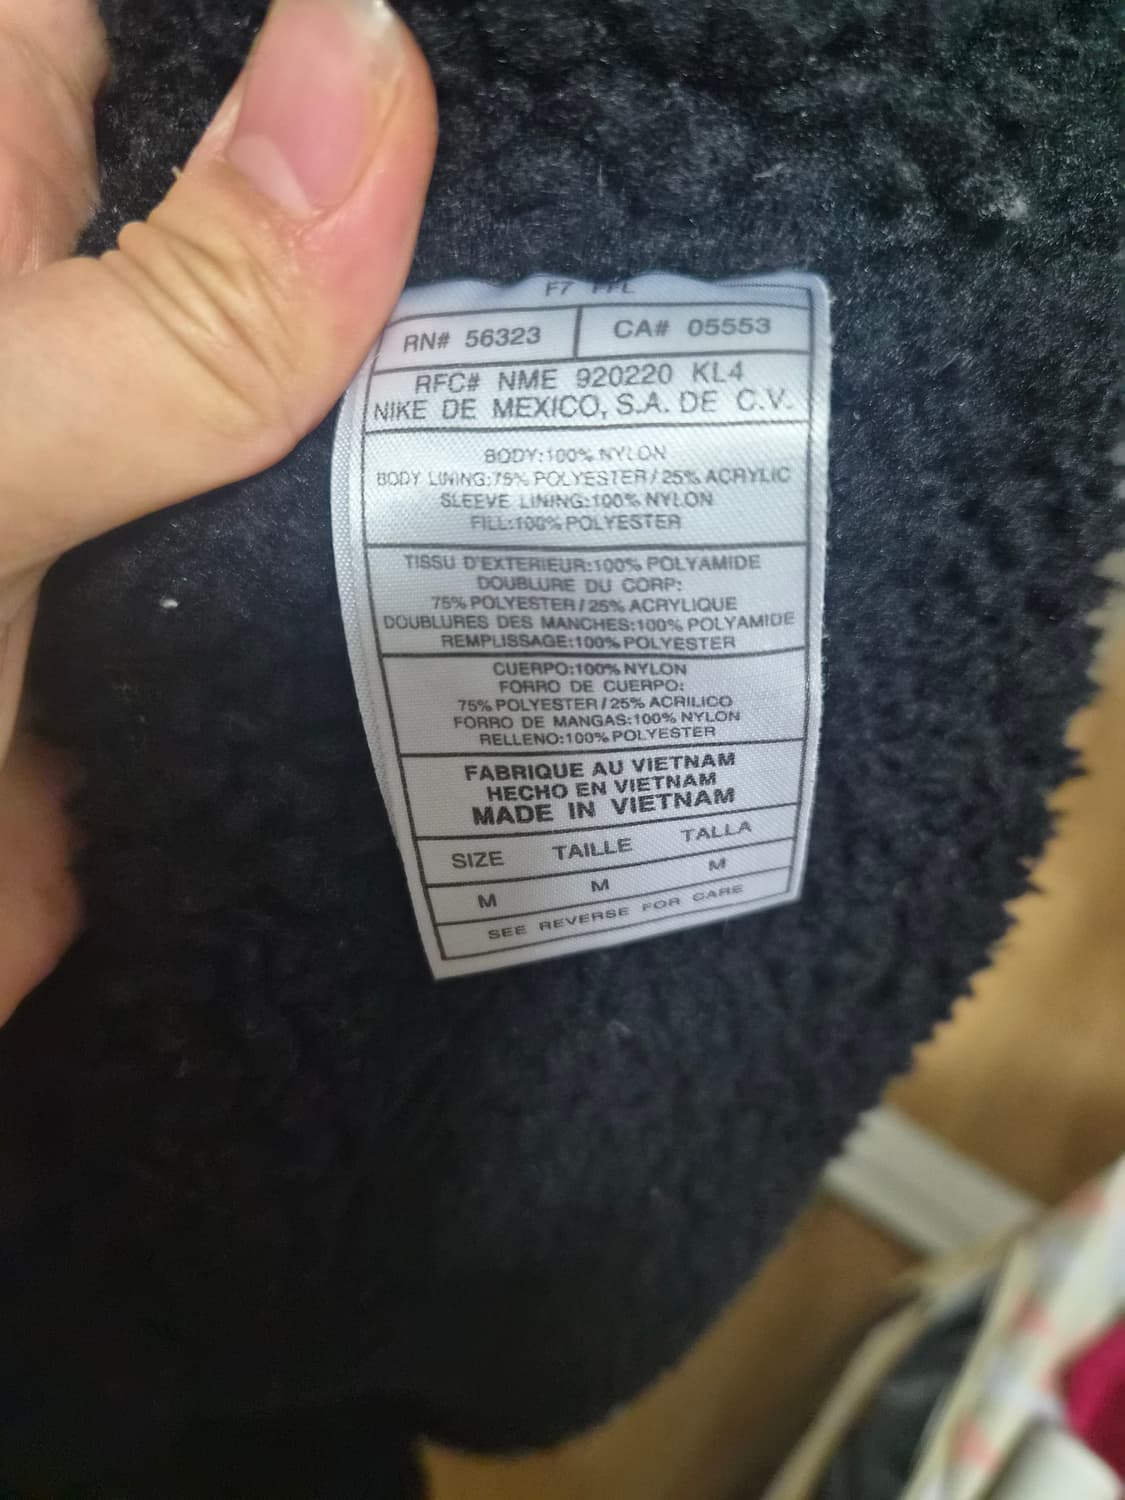 F7 FFL
RN# 56323 CA# 05553
RFC# NME 920220 KL4
NIKE DE MEXICO, S.A. DE C.V.
BODY:100% NYLON
BODY LINING:75% POLYESTER/25% ACRYLIC
SLEEVE LINING:100% NYLON
FILL:100% POLYESTER
TISSU D'EXTERIEUR:100% POLYAMIDE
DOUBLURE DU CORP:
75% POLYESTER/25% ACRYLIQUE
DOUBLURES DES MANCHES:100% POLYAMIDE
REMPLISSAGE:100% POLYESTER
CUERPO:100% NYLON
FORRO DE CUERPO:
75% POLYESTER/25% ACRILICO
FORRO DE MANGAS:100% NYLON
RELLENO:100% POLYESTER
FABRIQUE AU VIETNAM
HECHO EN VIETNAM
MADE IN VIETNAM
SIZE TAILLE TALLA
M M M
SEE REVERSE FOR CARE